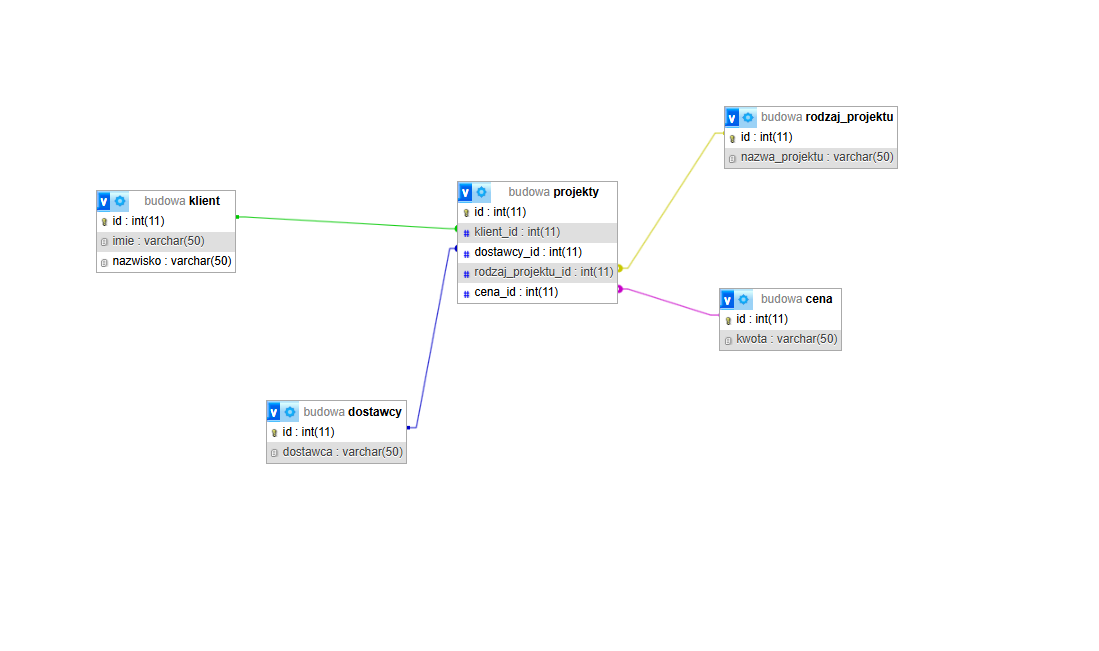 v budowa rodzaj_projektu
id : int(11)
nazwa_projektu : varchar(50)
v budowa klient
id : int(11)
imie : varchar(50)
nazwisko : varchar(50)
v budowa projekty
id : int(11)
# klient_id : int(11)
# dostawcy_id : int(11)
# rodzaj_projektu_id : int(11)
# cena_id : int(11)
v budowa cena
id : int(11)
kwota : varchar(50)
v budowa dostawcy
id : int(11)
dostawca : varchar(50)